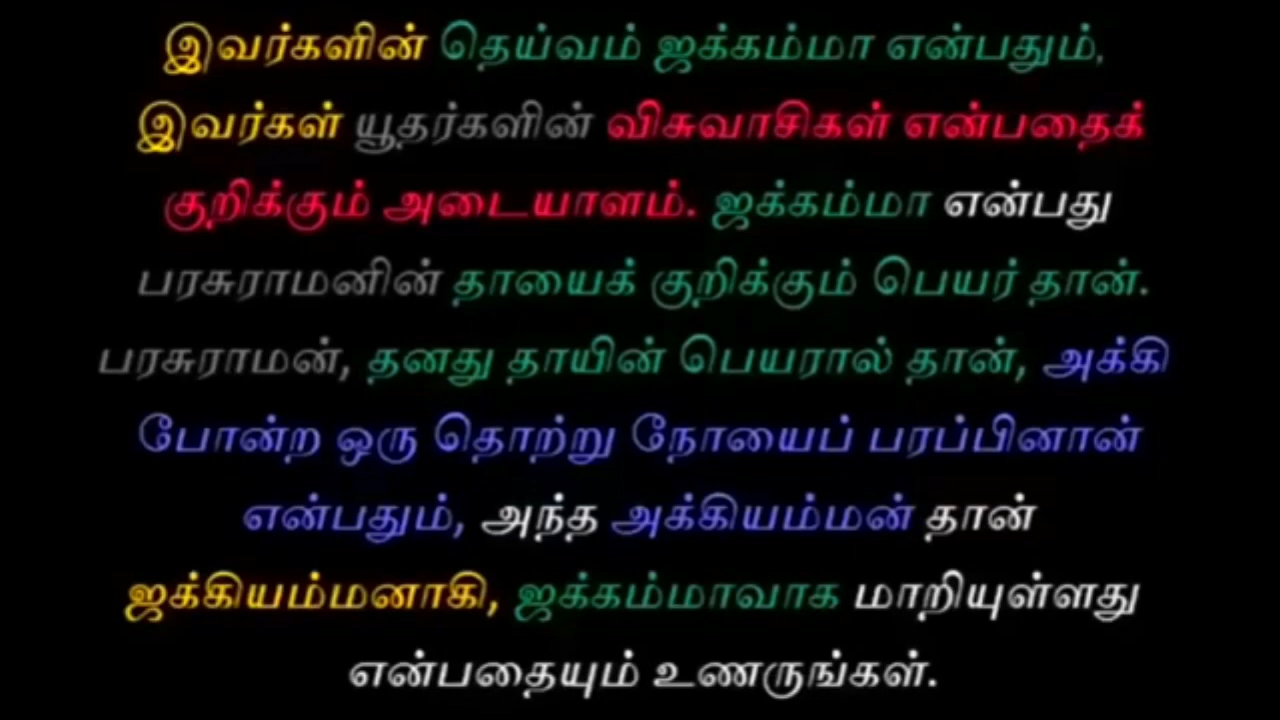 இவர்களின் தெய்வம் ஜக்கம்மா என்பதும்,
இவர்கள் யூதர்களின் விசுவாசிகள் என்பதைக்
குறிக்கும் அடையாளம். ஜக்கம்மா என்பது
பரசுராமனின் தாயைக் குறிக்கும் பெயர் தான்.
பரசுராமன், தனது தாயின் பெயரால் தான், அக்கி
போன்ற ஒரு தொற்று நோயைப் பரப்பினான்
என்பதும், அந்த அக்கியம்மன் தான்
ஜக்கியம்மனாகி, ஜக்கம்மாவாக மாறியுள்ளது
என்பதையும் உணருங்கள்.